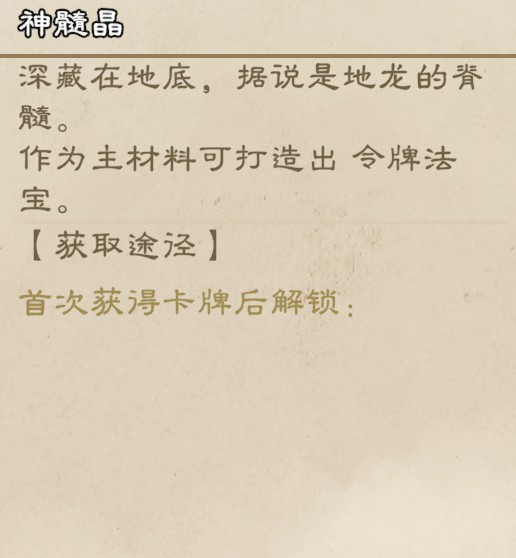 神髓晶
深藏在地底，据说是地龙的脊
髓。
作为主材料可打造出 令牌法
宝。
【获取途径】
首次获得卡牌后解锁：